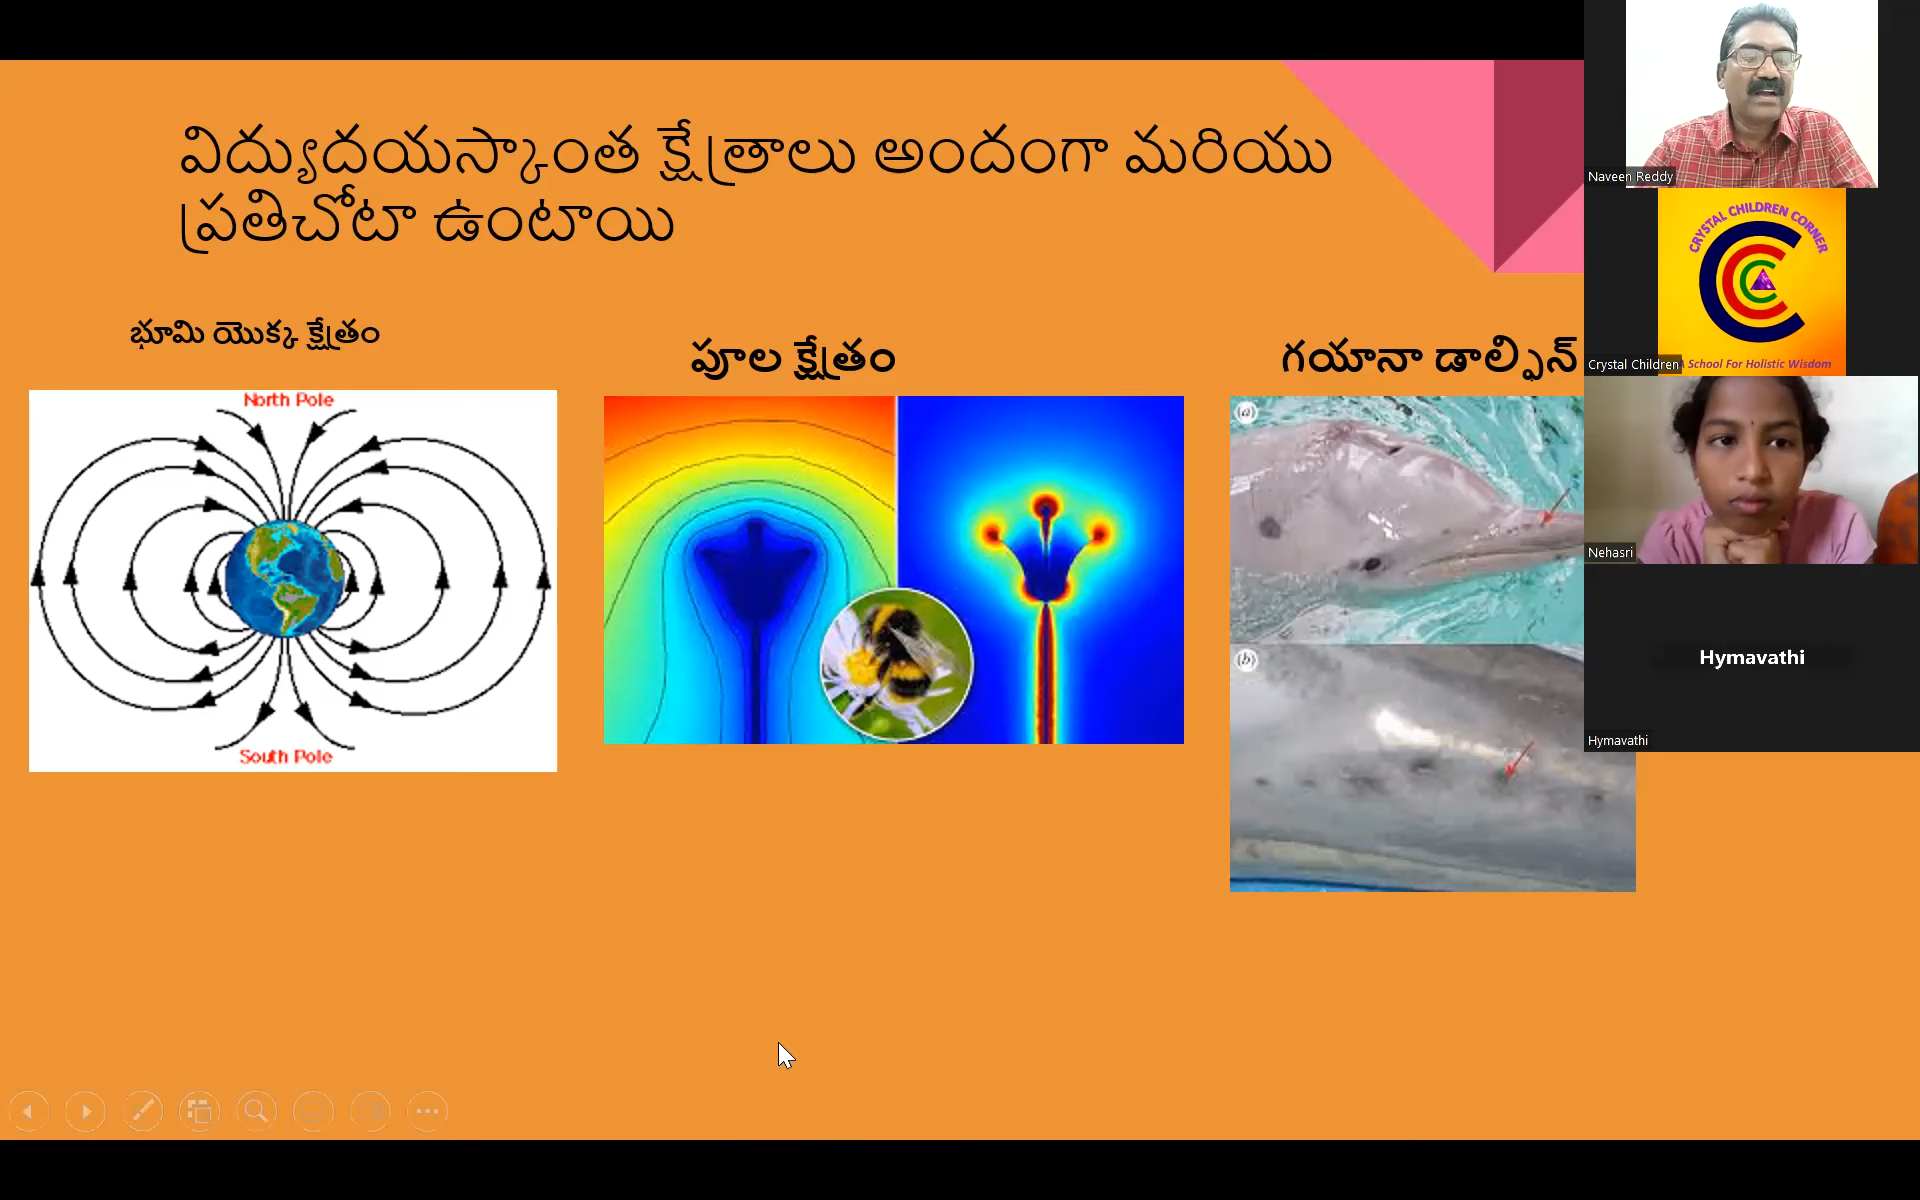 విద్యుదయస్కాంత క్షేత్రాలు అందంగా మరియు
ప్రతిచోటా ఉంటాయి
భూమి యొక్క క్షేత్రం
పూల క్షేత్రం
గయానా డాల్ఫిన్
North Pole
South Pole
(a)
(b)
Naveen Reddy
CRYSTAL CHILDREN CORNER
A School For Holistic Wisdom
Crystal Children
Nehasri
Hymavathi
Hymavathi